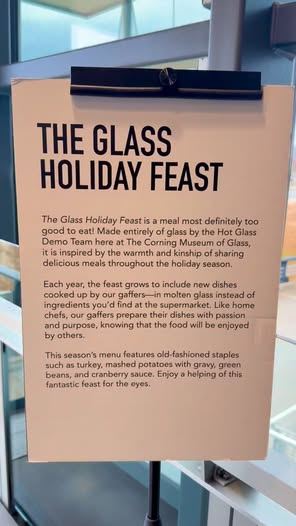 THE GLASS
HOLIDAY FEAST
The Glass Holiday Feast is a meal most definitely too
good to eat! Made entirely of glass by the Hot Glass
Demo Team here at The Corning Museum of Glass,
it is inspired by the warmth and kinship of sharing
delicious meals throughout the holiday season.
Each year, the feast grows to include new dishes
cooked up by our gaffers—in molten glass instead of
ingredients you'd find at the supermarket. Like home
chefs, our gaffers prepare their dishes with passion
and purpose, knowing that the food will be enjoyed
by others.
This season's menu features old-fashioned staples
such as turkey, mashed potatoes with gravy, green
beans, and cranberry sauce. Enjoy a helping of this
fantastic feast for the eyes.